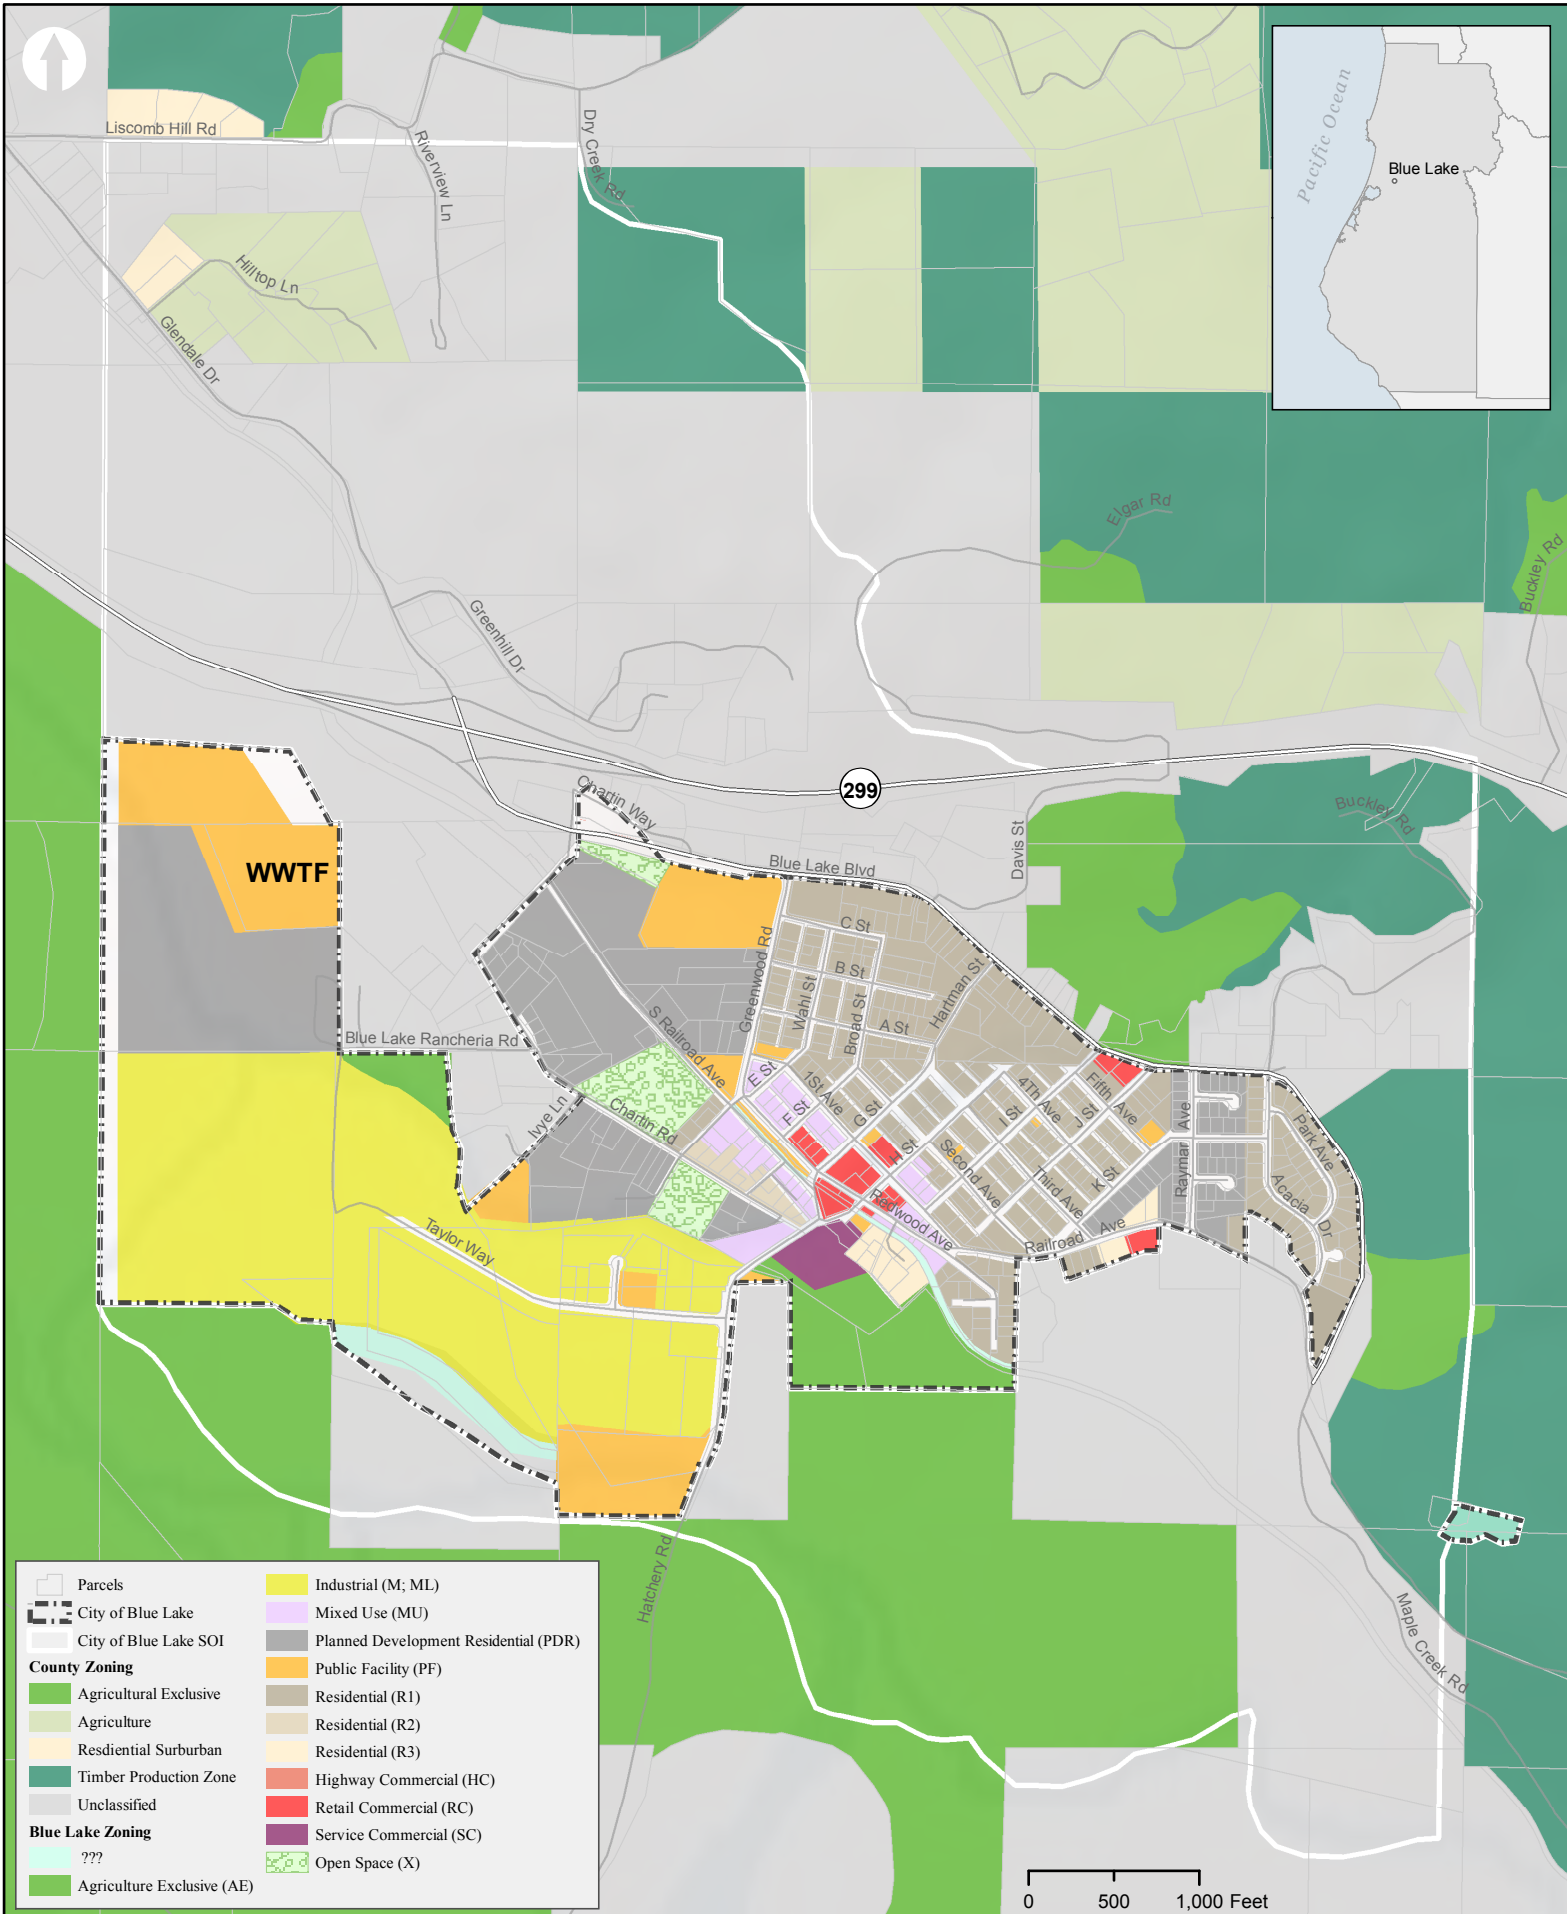 Liscomb Hill Rd
Riverview Ln
Dry Creek Rd
Pacific Ocean
Blue Lake
Hilltop Ln
Glendale Dr
Elgar Rd
Buckley Rd
Greenhill Dr
299
Chartin Way
Buckley Rd
Blue Lake Blvd
Davis St
WWTF
C St
B St
A St
Greenwood Rd
Wahl St
Broad St
Hartman St
S Railroad Ave
Blue Lake Rancheria Rd
E St
F St
1St Ave
G St
H St
4Th Ave
Fifth Ave
I St
J St
K St
Second Ave
Third Ave
Raymar Ave
Park Ave
Acacia Dr
Ivye Ln
Chartin Rd
Redwood Ave
Railroad Ave
Taylor Way
Hatchery Rd
Maple Creek Rd
Parcels
City of Blue Lake
City of Blue Lake SOI
County Zoning
Agricultural Exclusive
Agriculture
Resdiential Surburban
Timber Production Zone
Unclassified
Blue Lake Zoning
???
Agriculture Exclusive (AE)
Industrial (M; ML)
Mixed Use (MU)
Planned Development Residential (PDR)
Public Facility (PF)
Residential (R1)
Residential (R2)
Residential (R3)
Highway Commercial (HC)
Retail Commercial (RC)
Service Commercial (SC)
Open Space (X)
0 500 1,000 Feet